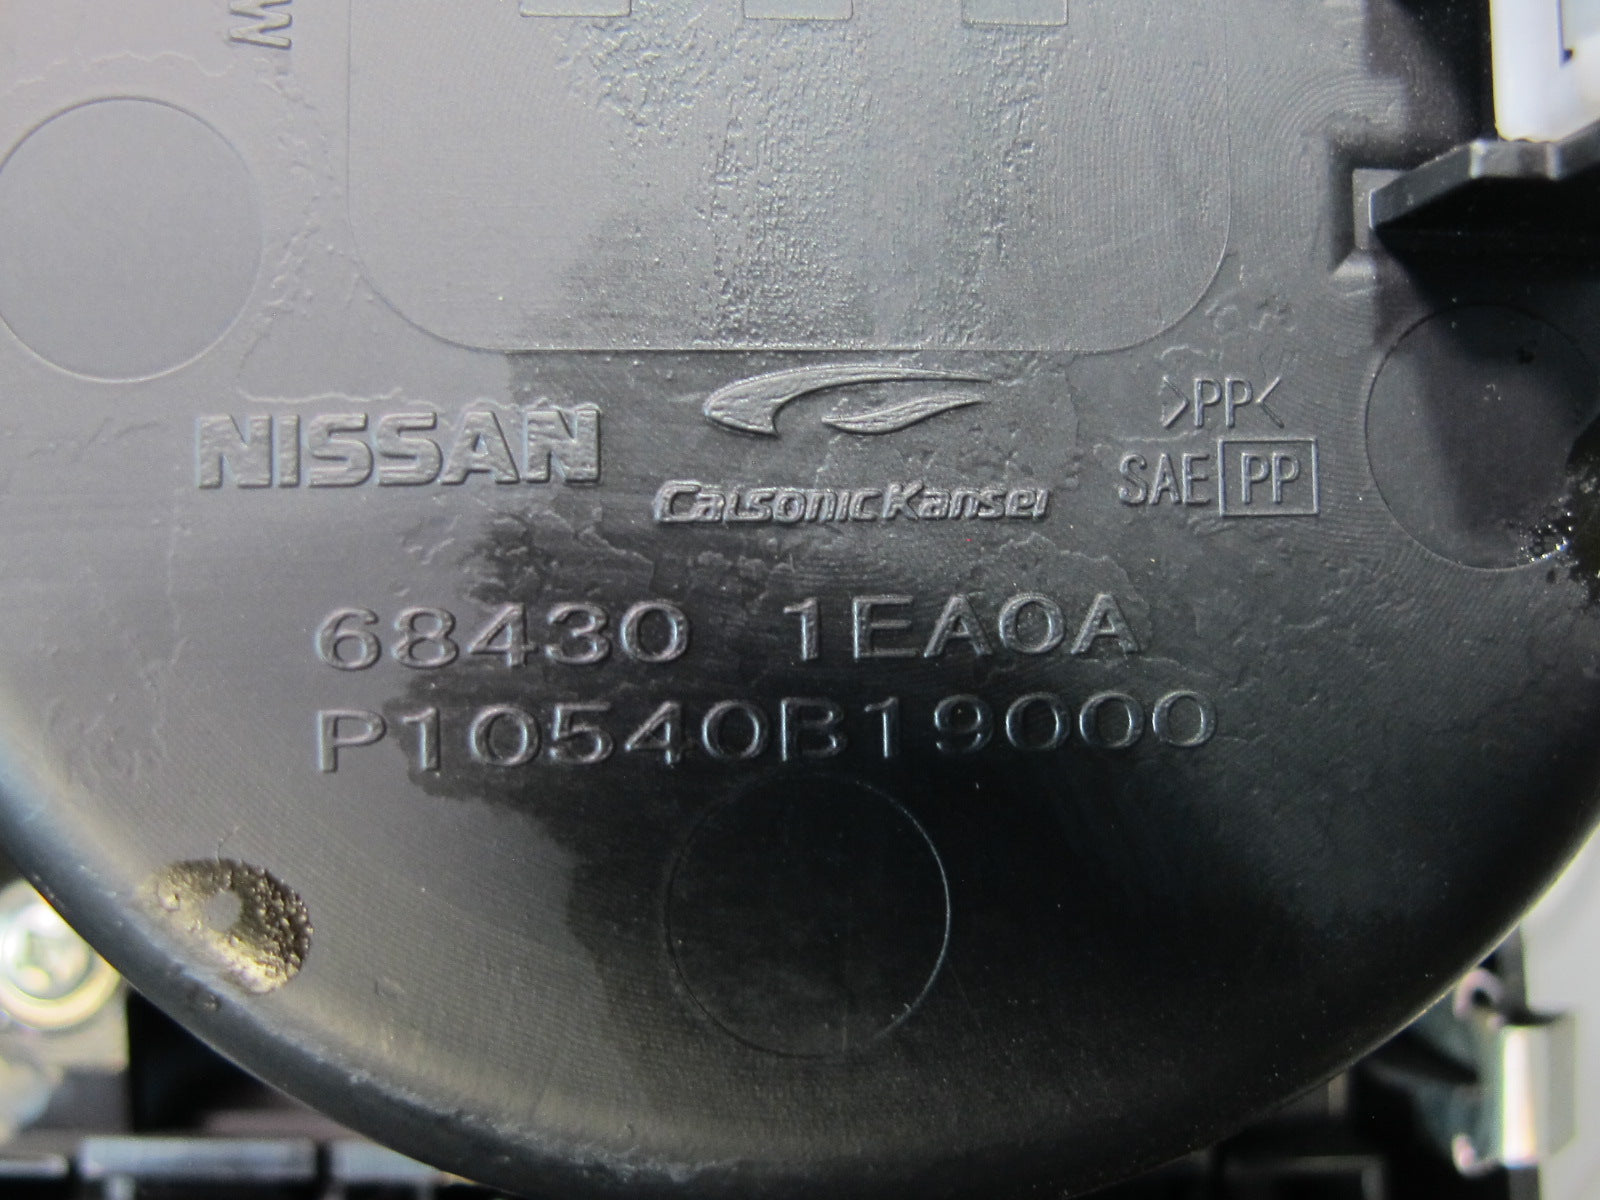 W
NISSAN
CalsonicKansei
>PP<
SAE PP
68430 1EA0A
P10540B19000